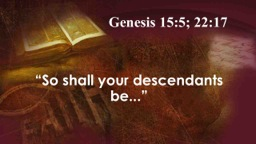 Genesis 15:5; 22:17
“So shall your descendants
be...”